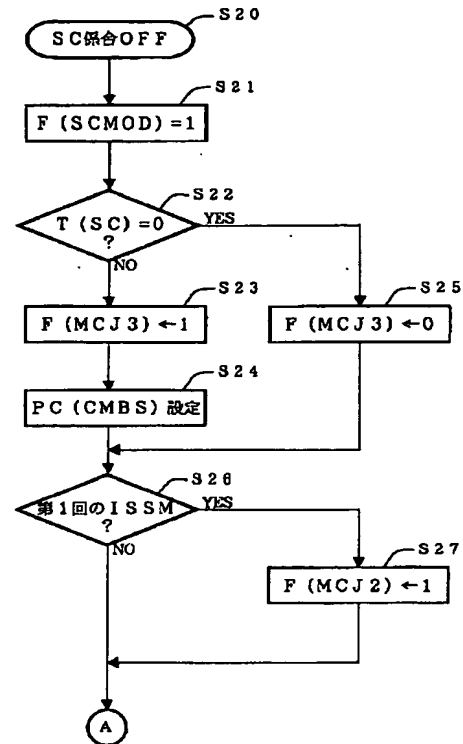 S20
SC係合OFF
S21
F(SCMOD)=1
S22
T(SC)=0
?
YES
NO
S23
F(MCJ3)←1
S25
F(MCJ3)←0
S24
PC(CMBS)設定
S26
第1回のISSM
?
YES
NO
S27
F(MCJ2)←1
A